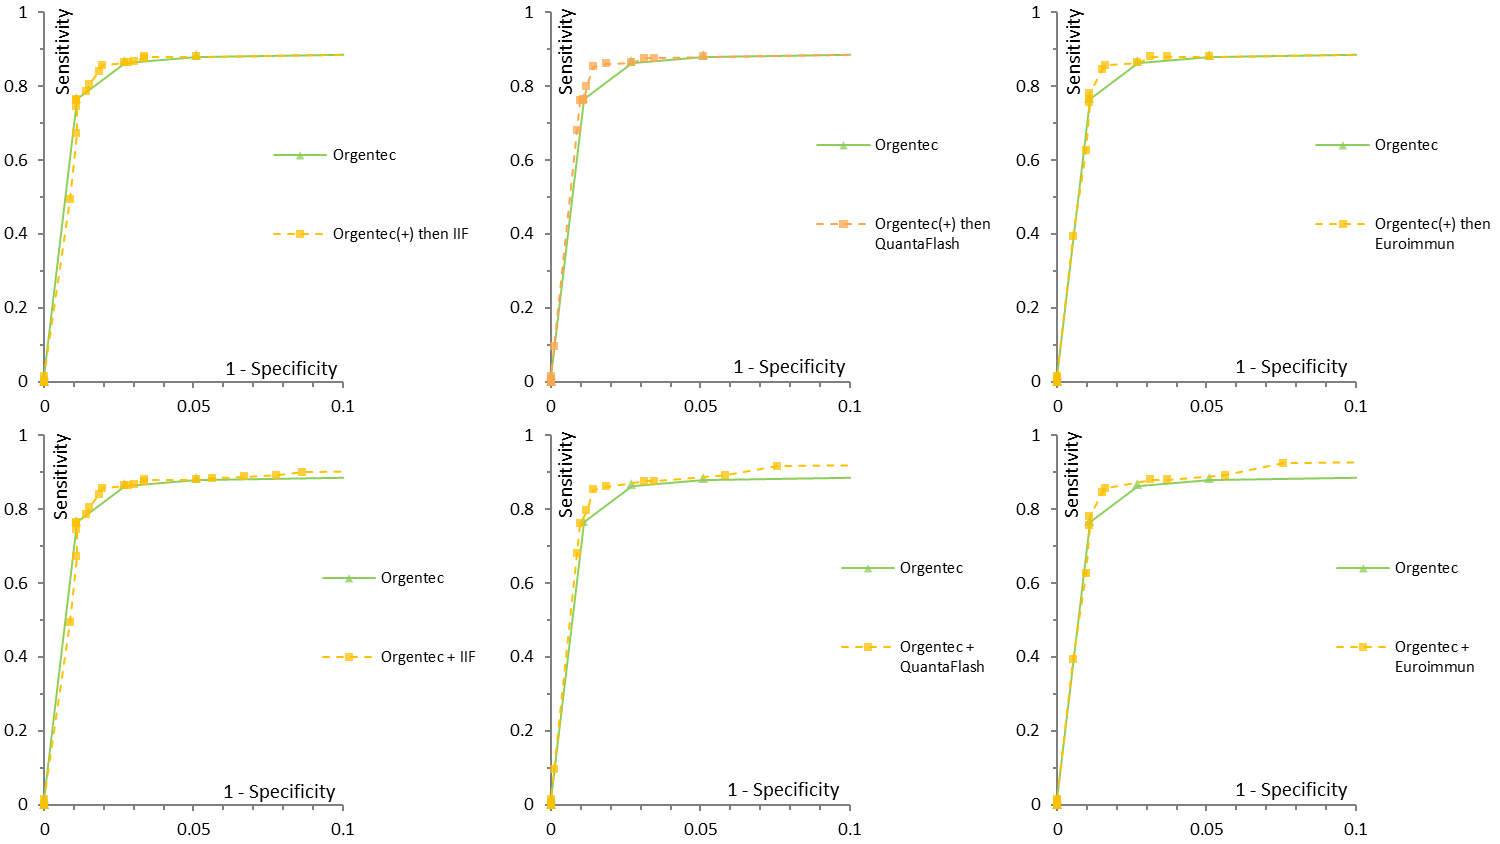 Sensitivity
1
0.8
0.6
0.4
0.2
0
0
0.05
0.1
1 - Specificity
Orgentec
Orgentec(+) then IIF
Sensitivity
1
0.8
0.6
0.4
0.2
0
0
0.05
0.1
1 - Specificity
Orgentec
Orgentec(+) then
QuantaFlash
Sensitivity
1
0.8
0.6
0.4
0.2
0
0
0.05
0.1
1 - Specificity
Orgentec
Orgentec(+) then
Euroimmun
Sensitivity
1
0.8
0.6
0.4
0.2
0
0
0.05
0.1
1 - Specificity
Orgentec
Orgentec + IIF
Sensitivity
1
0.8
0.6
0.4
0.2
0
0
0.05
0.1
1 - Specificity
Orgentec
Orgentec +
QuantaFlash
Sensitivity
1
0.8
0.6
0.4
0.2
0
0
0.05
0.1
1 - Specificity
Orgentec
Orgentec +
Euroimmun